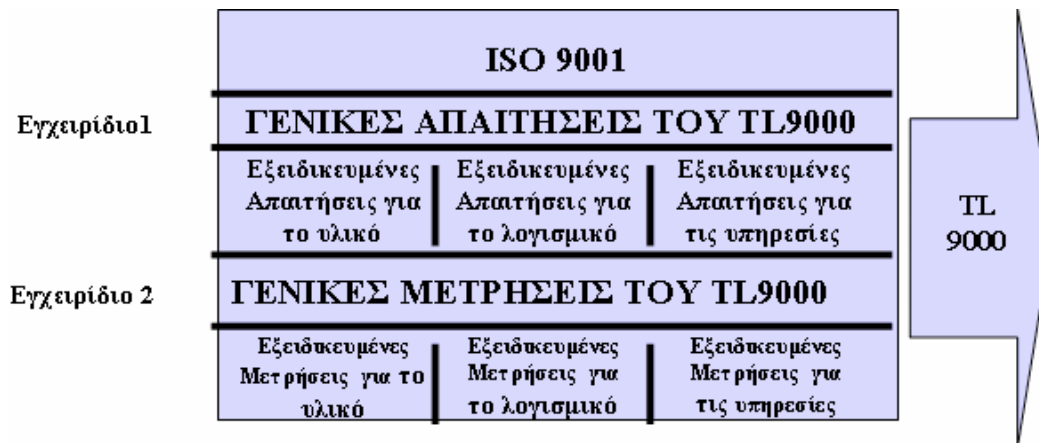 ISO 9001
Εγχειρίδιο1
ΓΕΝΙΚΕΣ ΑΠΑΙΤΗΣΕΙΣ ΤΟΥ TL9000
Εξειδικευμένες
Απαιτήσεις για
το υλικό
Εξειδικευμένες
Απαιτήσεις για
το λογισμικό
Εξειδικευμένες
Απαιτήσεις για
τις υπηρεσίες
Εγχειρίδιο 2
ΓΕΝΙΚΕΣ ΜΕΤΡΗΣΕΙΣ ΤΟΥ TL9000
Εξειδικευμένες
Μετρήσεις για το
υλικό
Εξειδικευμένες
Μετρήσεις για
το λογισμικό
Εξειδικευμένες
Μετρήσεις για
τις υπηρεσίες
TL
9000